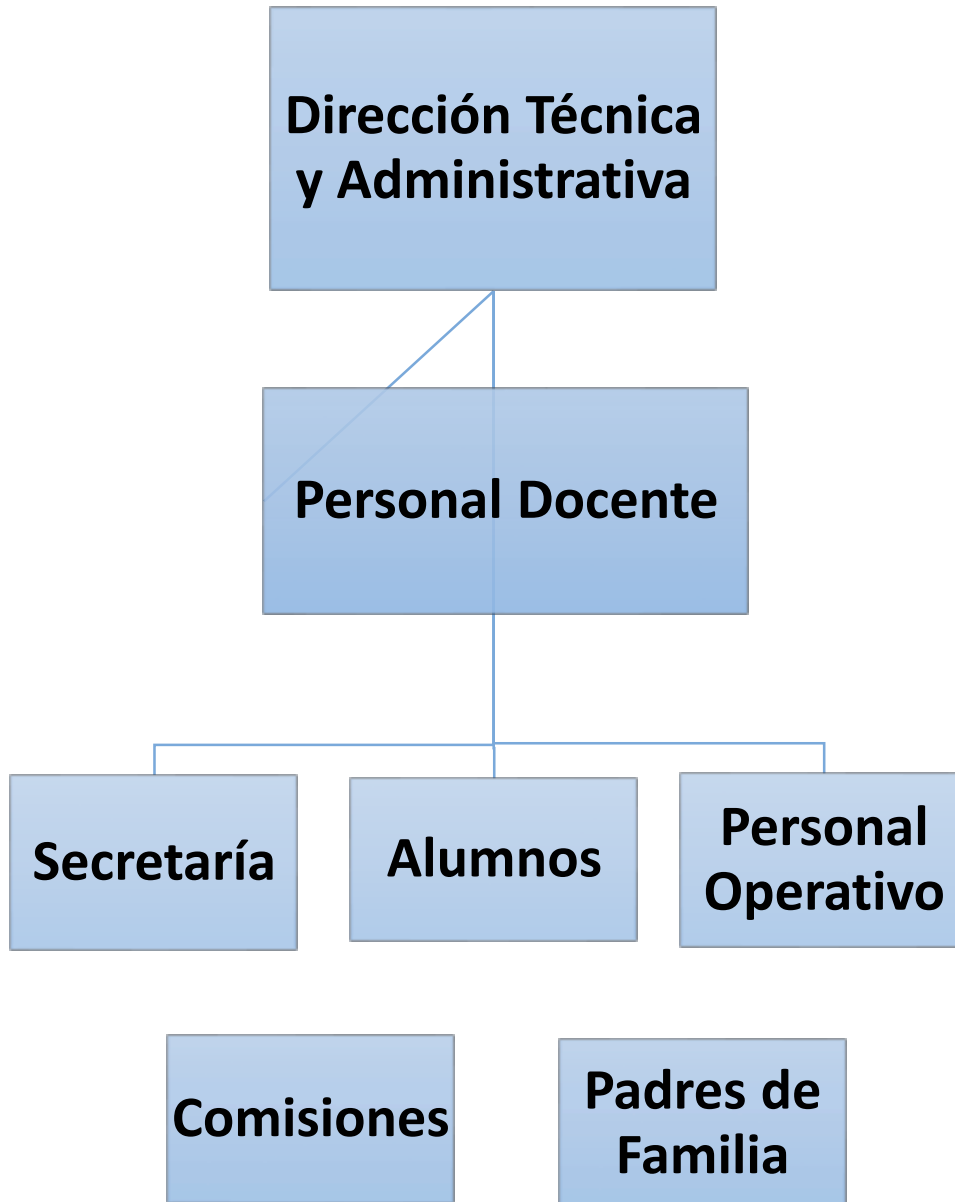 Dirección Técnica
y Administrativa
Personal Docente
Secretaría
Alumnos
Personal
Operativo
Comisiones
Padres de
Familia